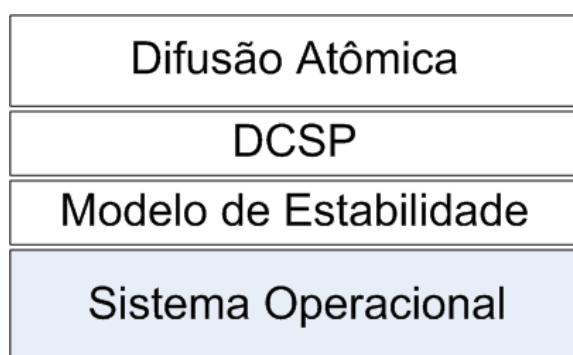 Difusão Atômica
DCSP
Modelo de Estabilidade
Sistema Operacional